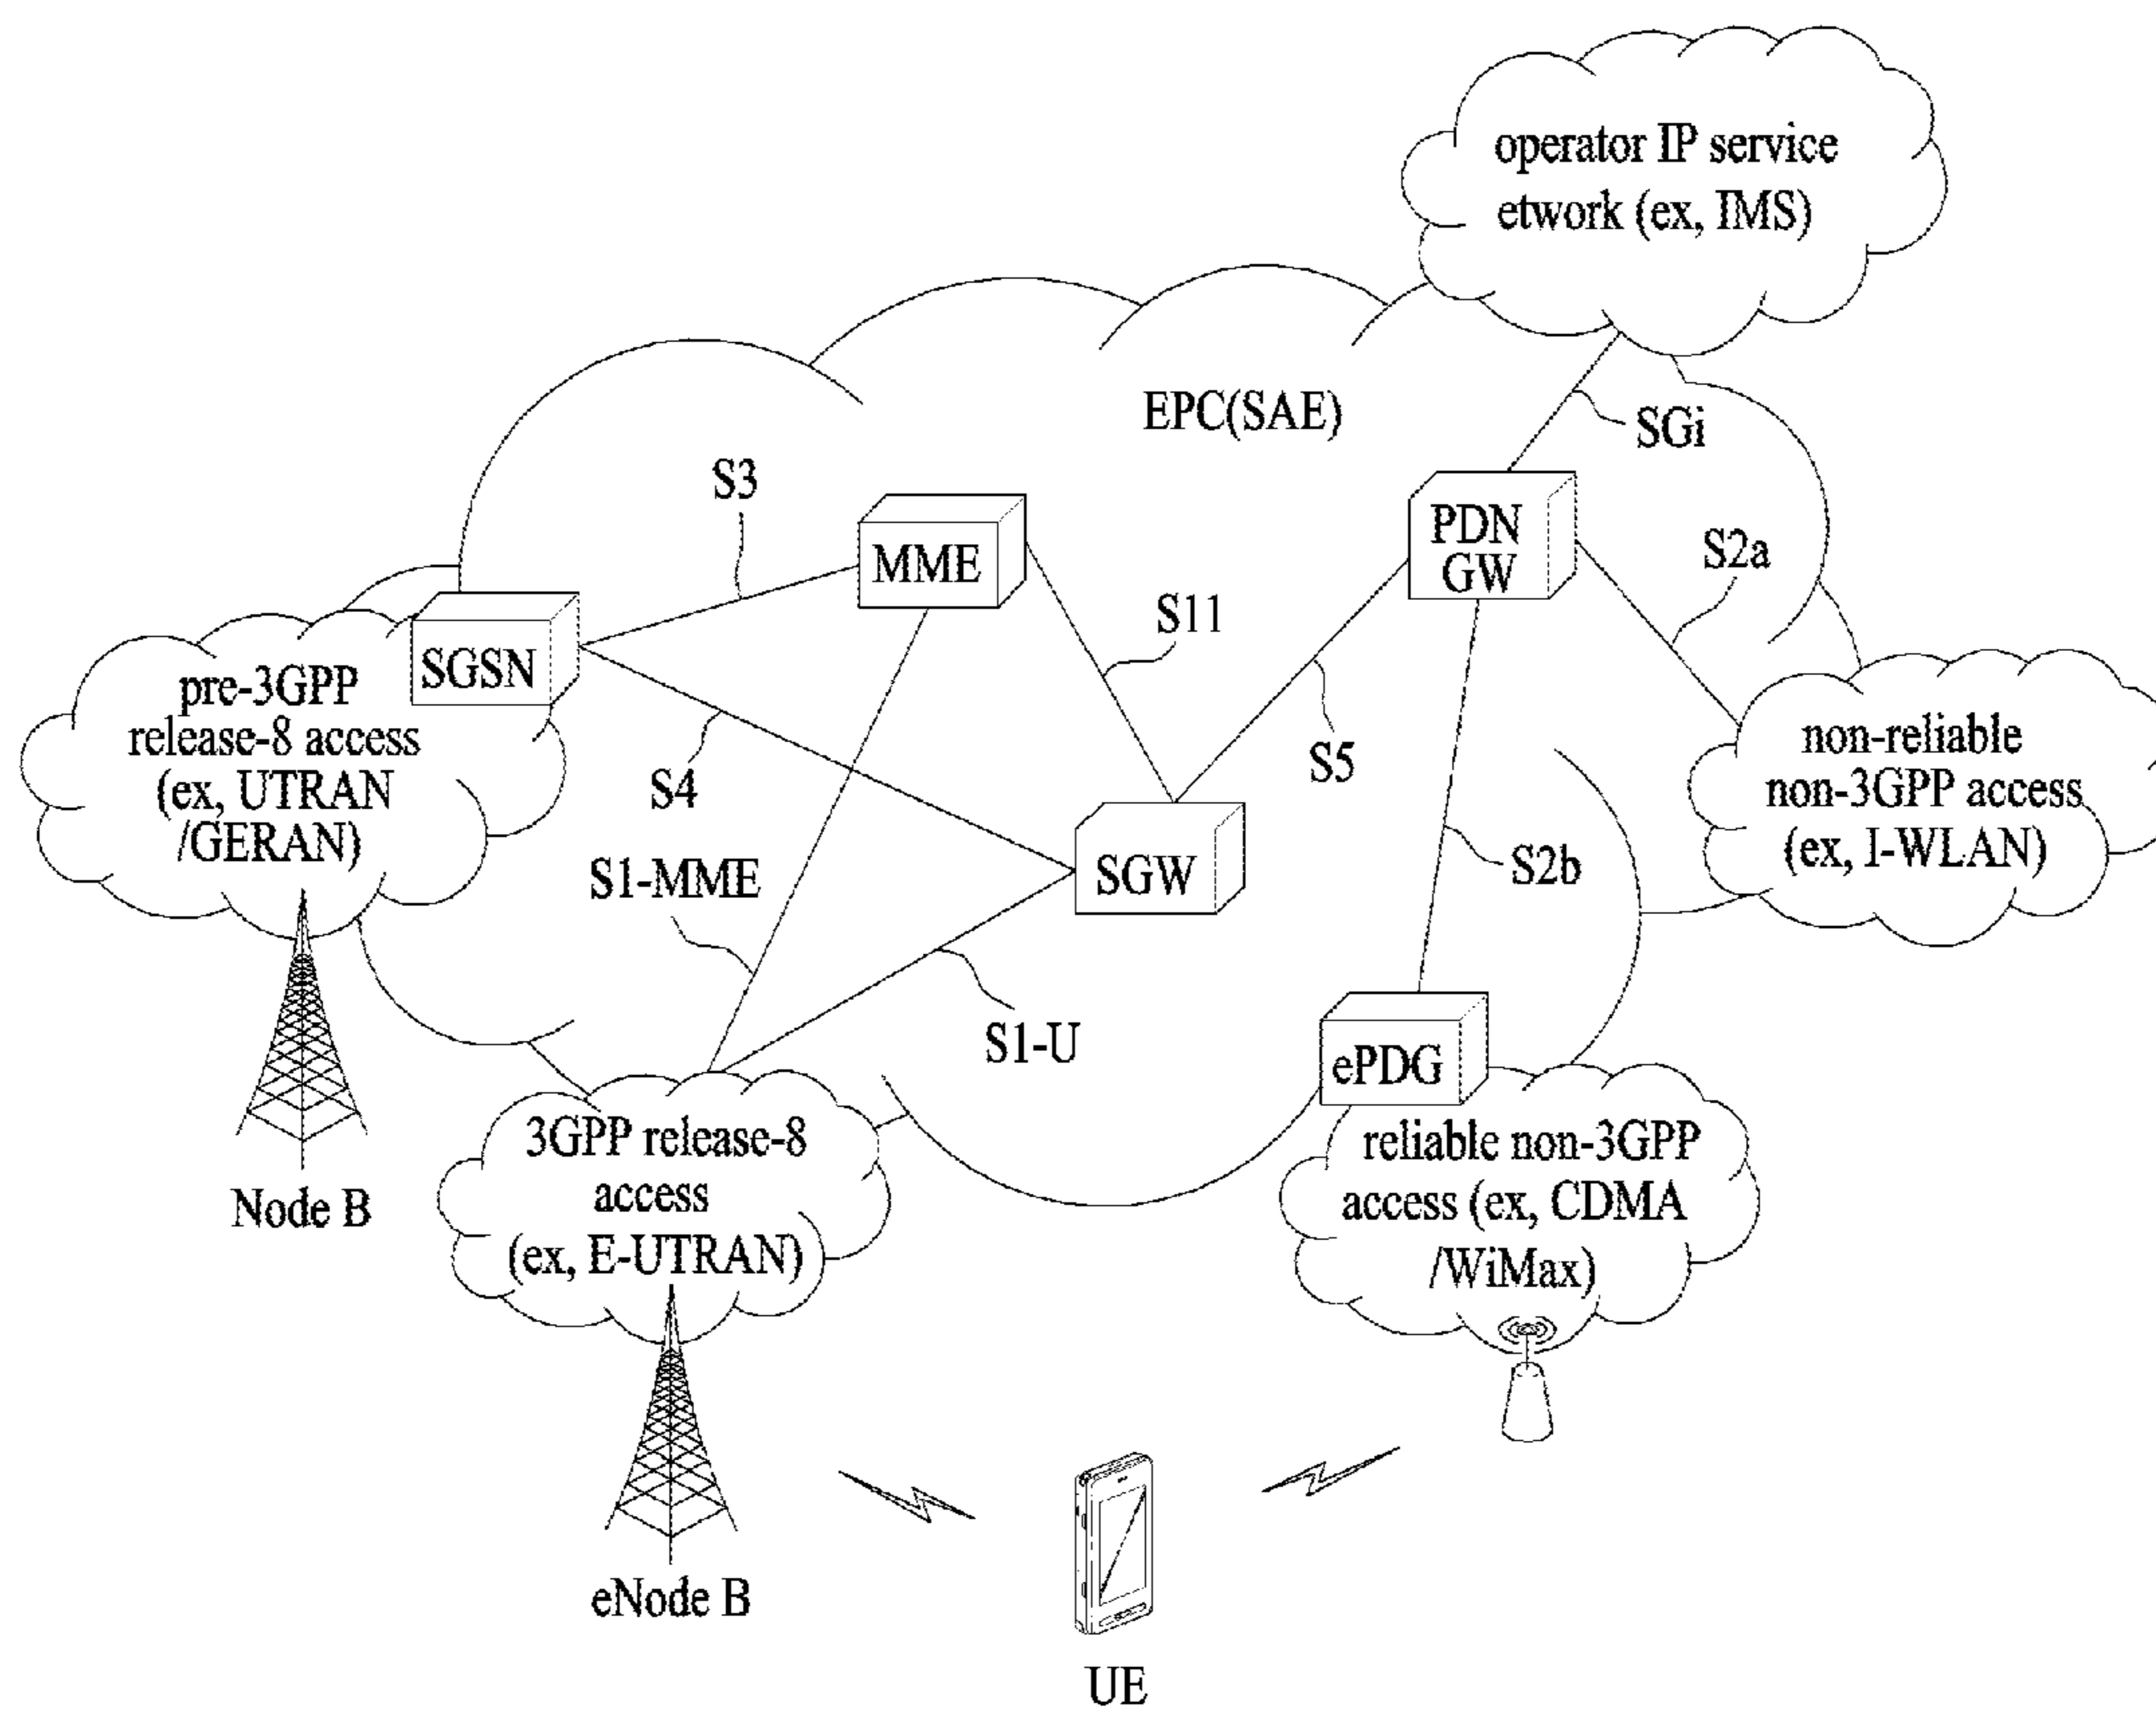 operator IP service
etwork (ex, IMS)
EPC(SAE)
SGi
S3
MME
PDN
GW
S2a
S11
SGSN
pre-3GPP
release-8 access
(ex, UTRAN
/GERAN)
S4
S5
non-reliable
non-3GPP access
(ex, I-WLAN)
S1-MME
SGW
S2b
S1-U
ePDG
Node B
3GPP release-8
access
(ex, E-UTRAN)
reliable non-3GPP
access (ex, CDMA
/WiMax)
eNode B
UE